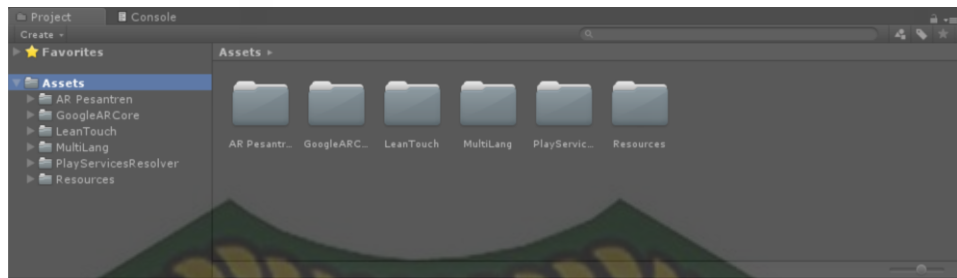 Project
Console
Create
Favorites
Assets
AR Pesantren
GoogleARCore
LeanTouch
MultiLang
PlayServicesResolver
Resources
Assets
AR Pesantr...
GoogleARC...
LeanTouch
MultiLang
PlayServic...
Resources